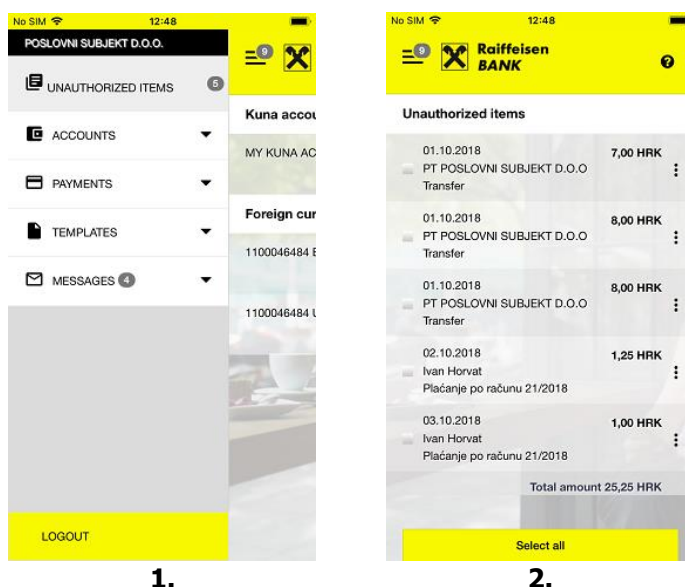 No SIM 12:48
POSLOVNI SUBJEKT D.O.O.
UNAUTHORIZED ITEMS 5
ACCOUNTS
PAYMENTS
TEMPLATES
MESSAGES 4
LOGOUT
9
Kuna accou
MY KUNA AC
Foreign cur
1100046484 E
1100046484 U
1.
No SIM 12:48
9 Raiffeisen
BANK
?
Unauthorized items
01.10.2018
PT POSLOVNI SUBJEKT D.O.O
Transfer
7,00 HRK
01.10.2018
PT POSLOVNI SUBJEKT D.O.O
Transfer
8,00 HRK
01.10.2018
PT POSLOVNI SUBJEKT D.O.O
Transfer
8,00 HRK
02.10.2018
Ivan Horvat
Plaćanje po računu 21/2018
1,25 HRK
03.10.2018
Ivan Horvat
Plaćanje po računu 21/2018
1,00 HRK
Total amount 25,25 HRK
Select all
2.